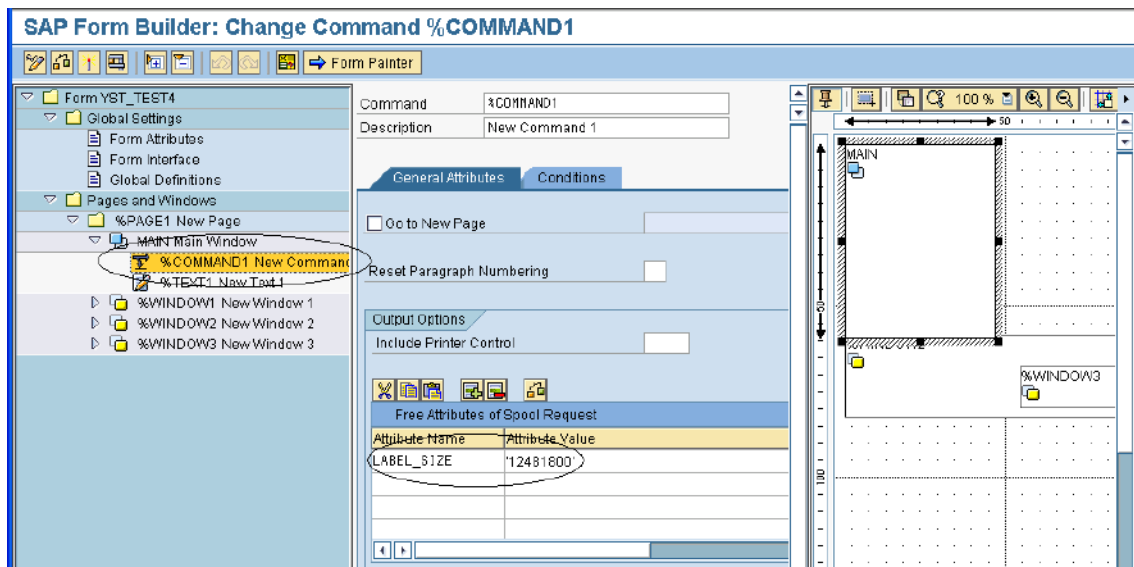 SAP Form Builder: Change Command %COMMAND1
Form Painter
Form YST_TEST4
Global Settings
Form Attributes
Form Interface
Global Definitions
Pages and Windows
%PAGE1 New Page
MAIN Main Window
%COMMAND1 New Command
%TEXT1 New Text 1
%WINDOW1 New Window 1
%WINDOW2 New Window 2
%WINDOW3 New Window 3
Command %COMMAND1
Description New Command 1
General Attributes Conditions
Go to New Page
Reset Paragraph Numbering
Output Options
Include Printer Control
Free Attributes of Spool Request
Attribute Name Attribute Value
LABEL_SIZE '12481800'
100 %
50
MAIN
50
%WINDOW2
%WINDOW3
100